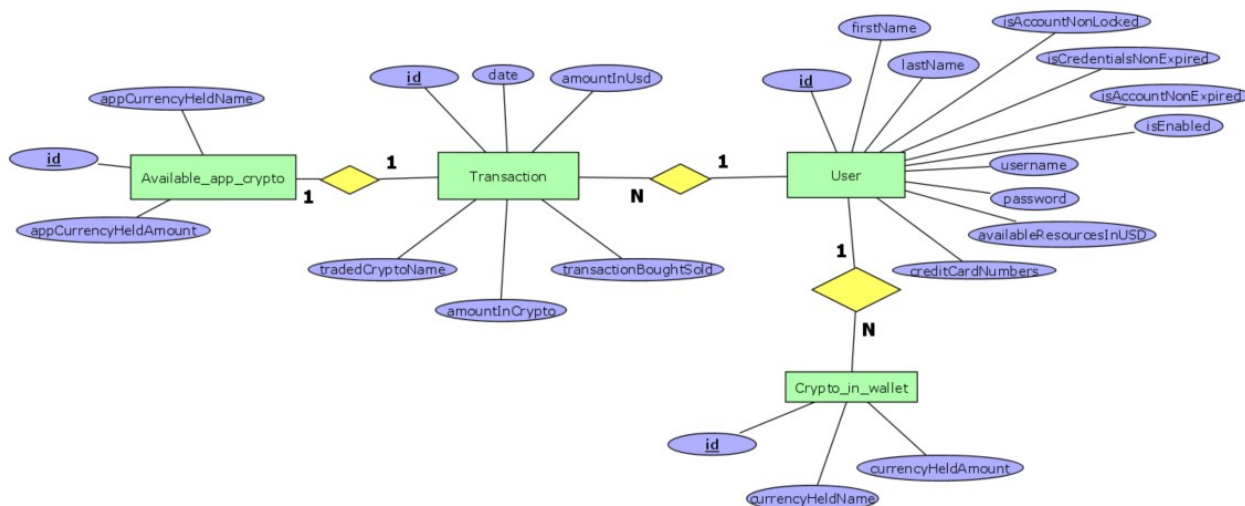 firstName
isAccountNonLocked
lastName
isCredentialsNonExpired
id
date
amountInUsd
id
isAccountNonExpired
appCurrencyHeldName
isEnabled
id
Available_app_crypto
1
1
Transaction
N
1
User
username
password
appCurrencyHeldAmount
availableResourcesInUSD
tradedCryptoName
transactionBoughtSold
creditCardNumbers
1
amountInCrypto
N
Crypto_in_wallet
id
currencyHeldAmount
currencyHeldName